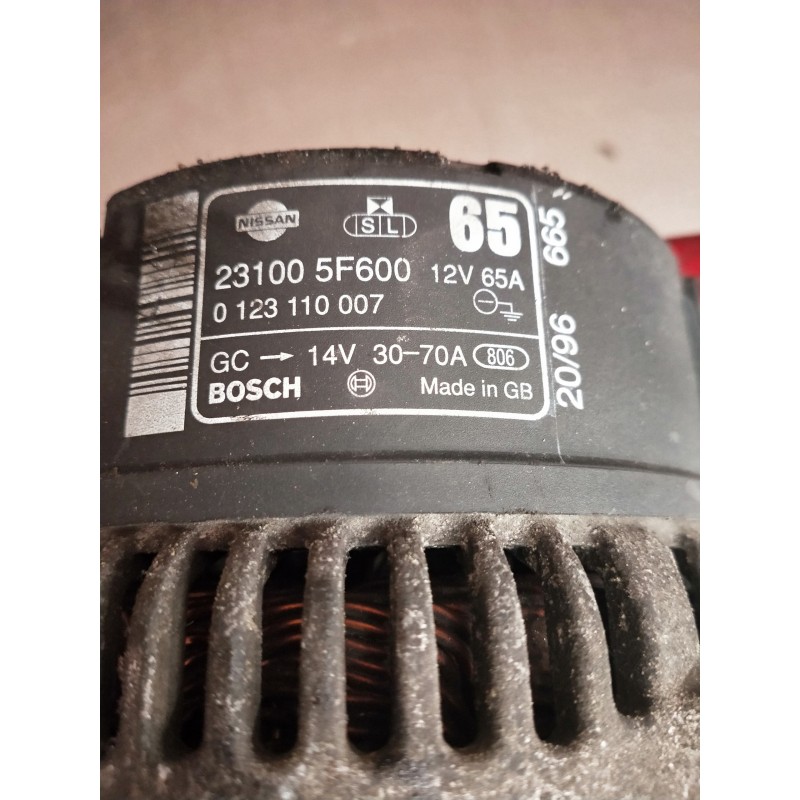 NISSAN
S L
65
23100 5F600 12V 65A
0 123 110 007
GC → 14V 30-70A 806
BOSCH Made in GB
20/96 665